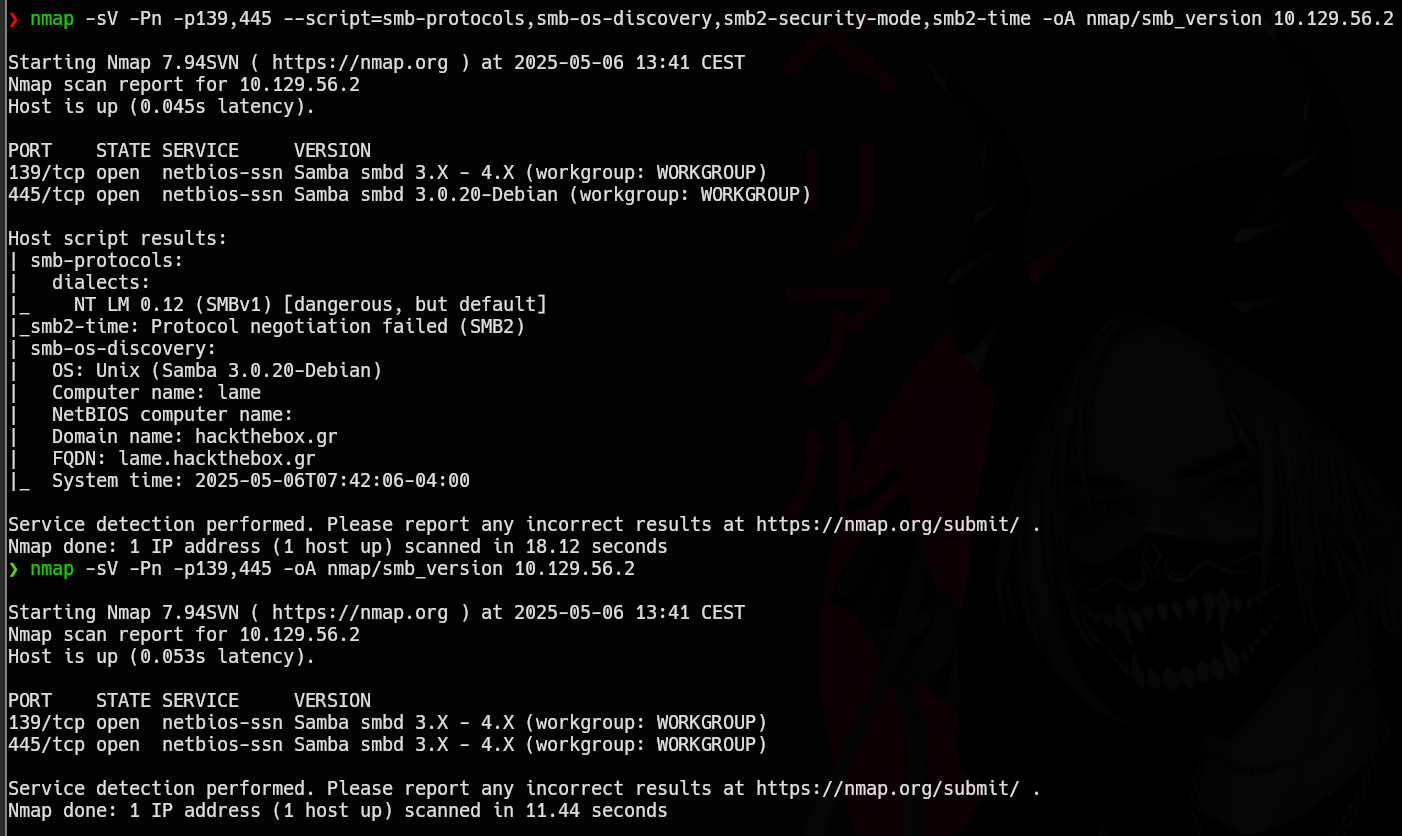 ❯ nmap -sV -Pn -p139,445 --script=smb-protocols,smb-os-discovery,smb2-security-mode,smb2-time -oA nmap/smb_version 10.129.56.2
Starting Nmap 7.94SVN ( https://nmap.org ) at 2025-05-06 13:41 CEST
Nmap scan report for 10.129.56.2
Host is up (0.045s latency).
PORT    STATE SERVICE     VERSION
139/tcp open  netbios-ssn Samba smbd 3.X - 4.X (workgroup: WORKGROUP)
445/tcp open  netbios-ssn Samba smbd 3.0.20-Debian (workgroup: WORKGROUP)
Host script results:
| smb-protocols:
|   dialects:
|_    NT LM 0.12 (SMBv1) [dangerous, but default]
|_smb2-time: Protocol negotiation failed (SMB2)
| smb-os-discovery:
|   OS: Unix (Samba 3.0.20-Debian)
|   Computer name: lame
|   NetBIOS computer name:
|   Domain name: hackthebox.gr
|   FQDN: lame.hackthebox.gr
|_  System time: 2025-05-06T07:42:06-04:00
Service detection performed. Please report any incorrect results at https://nmap.org/submit/ .
Nmap done: 1 IP address (1 host up) scanned in 18.12 seconds
❯ nmap -sV -Pn -p139,445 -oA nmap/smb_version 10.129.56.2
Starting Nmap 7.94SVN ( https://nmap.org ) at 2025-05-06 13:41 CEST
Nmap scan report for 10.129.56.2
Host is up (0.053s latency).
PORT    STATE SERVICE     VERSION
139/tcp open  netbios-ssn Samba smbd 3.X - 4.X (workgroup: WORKGROUP)
445/tcp open  netbios-ssn Samba smbd 3.X - 4.X (workgroup: WORKGROUP)
Service detection performed. Please report any incorrect results at https://nmap.org/submit/ .
Nmap done: 1 IP address (1 host up) scanned in 11.44 seconds
ベリアル